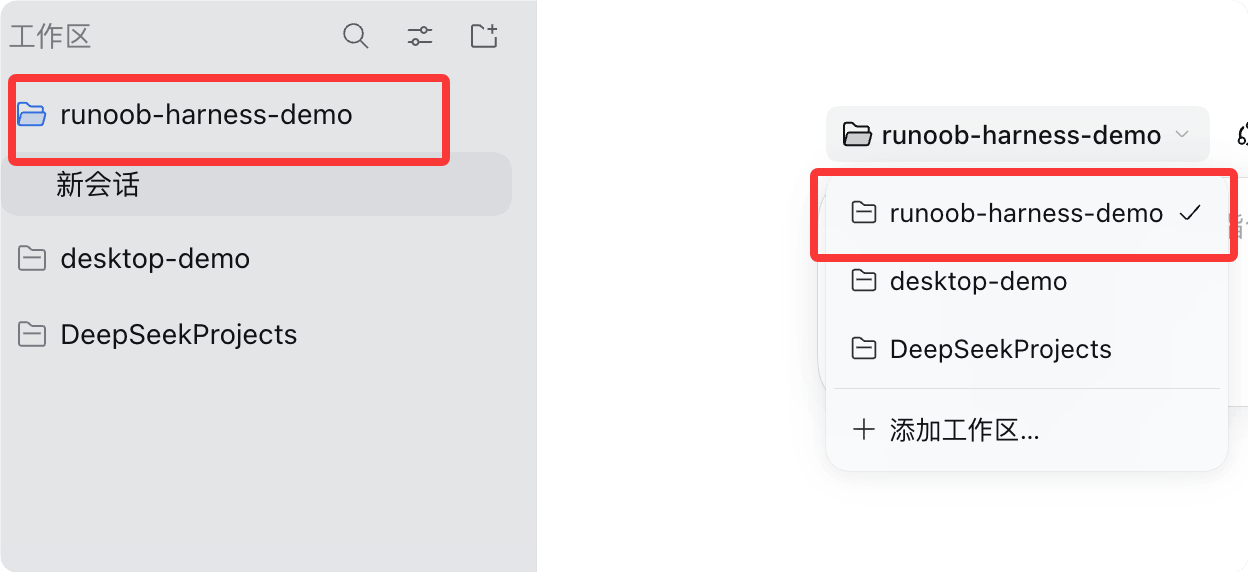 工作区
runoob-harness-demo
新会话
desktop-demo
DeepSeekProjects
runoob-harness-demo
runoob-harness-demo
desktop-demo
DeepSeekProjects
添加工作区...